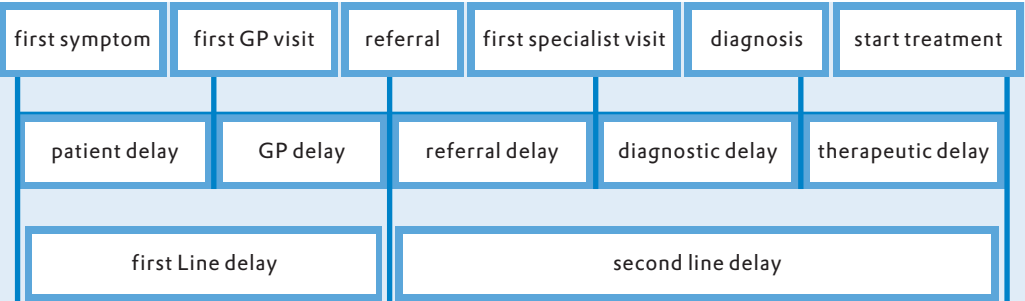 first symptom
first GP visit
referral
first specialist visit
diagnosis
start treatment
patient delay
GP delay
referral delay
diagnostic delay
therapeutic delay
first Line delay
second line delay